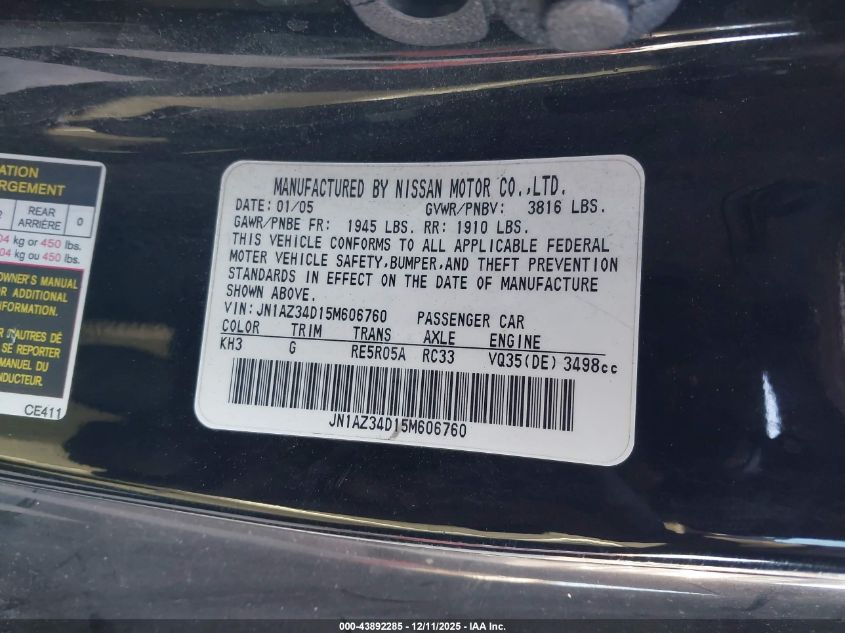 ATION
RGEMENT
REAR
ARRIÈRE
0
04 kg or 450 lbs.
04 kg ou 450 lbs.
OWNER'S MANUAL
FOR ADDITIONAL
INFORMATION.
D'AUTRES DÉ
SE REPORTER
MANUEL DU
NDUCTEUR.
CE411
MANUFACTURED BY NISSAN MOTOR CO.,LTD.
DATE: 01/05 GVWR/PNBV: 3816 LBS.
GAWR/PNBE FR: 1945 LBS. RR: 1910 LBS.
THIS VEHICLE CONFORMS TO ALL APPLICABLE FEDERAL
MOTOR VEHICLE SAFETY,BUMPER,AND THEFT PREVENTION
STANDARDS IN EFFECT ON THE DATE OF MANUFACTURE
SHOWN ABOVE.
VIN: JN1AZ34D15M606760 PASSENGER CAR
COLOR TRIM TRANS AXLE ENGINE
KH3 G RE5R05A RC33 VQ35(DE) 3498cc
JN1AZ34D15M606760
000-43892285 - 12/11/2025 - IAA Inc.